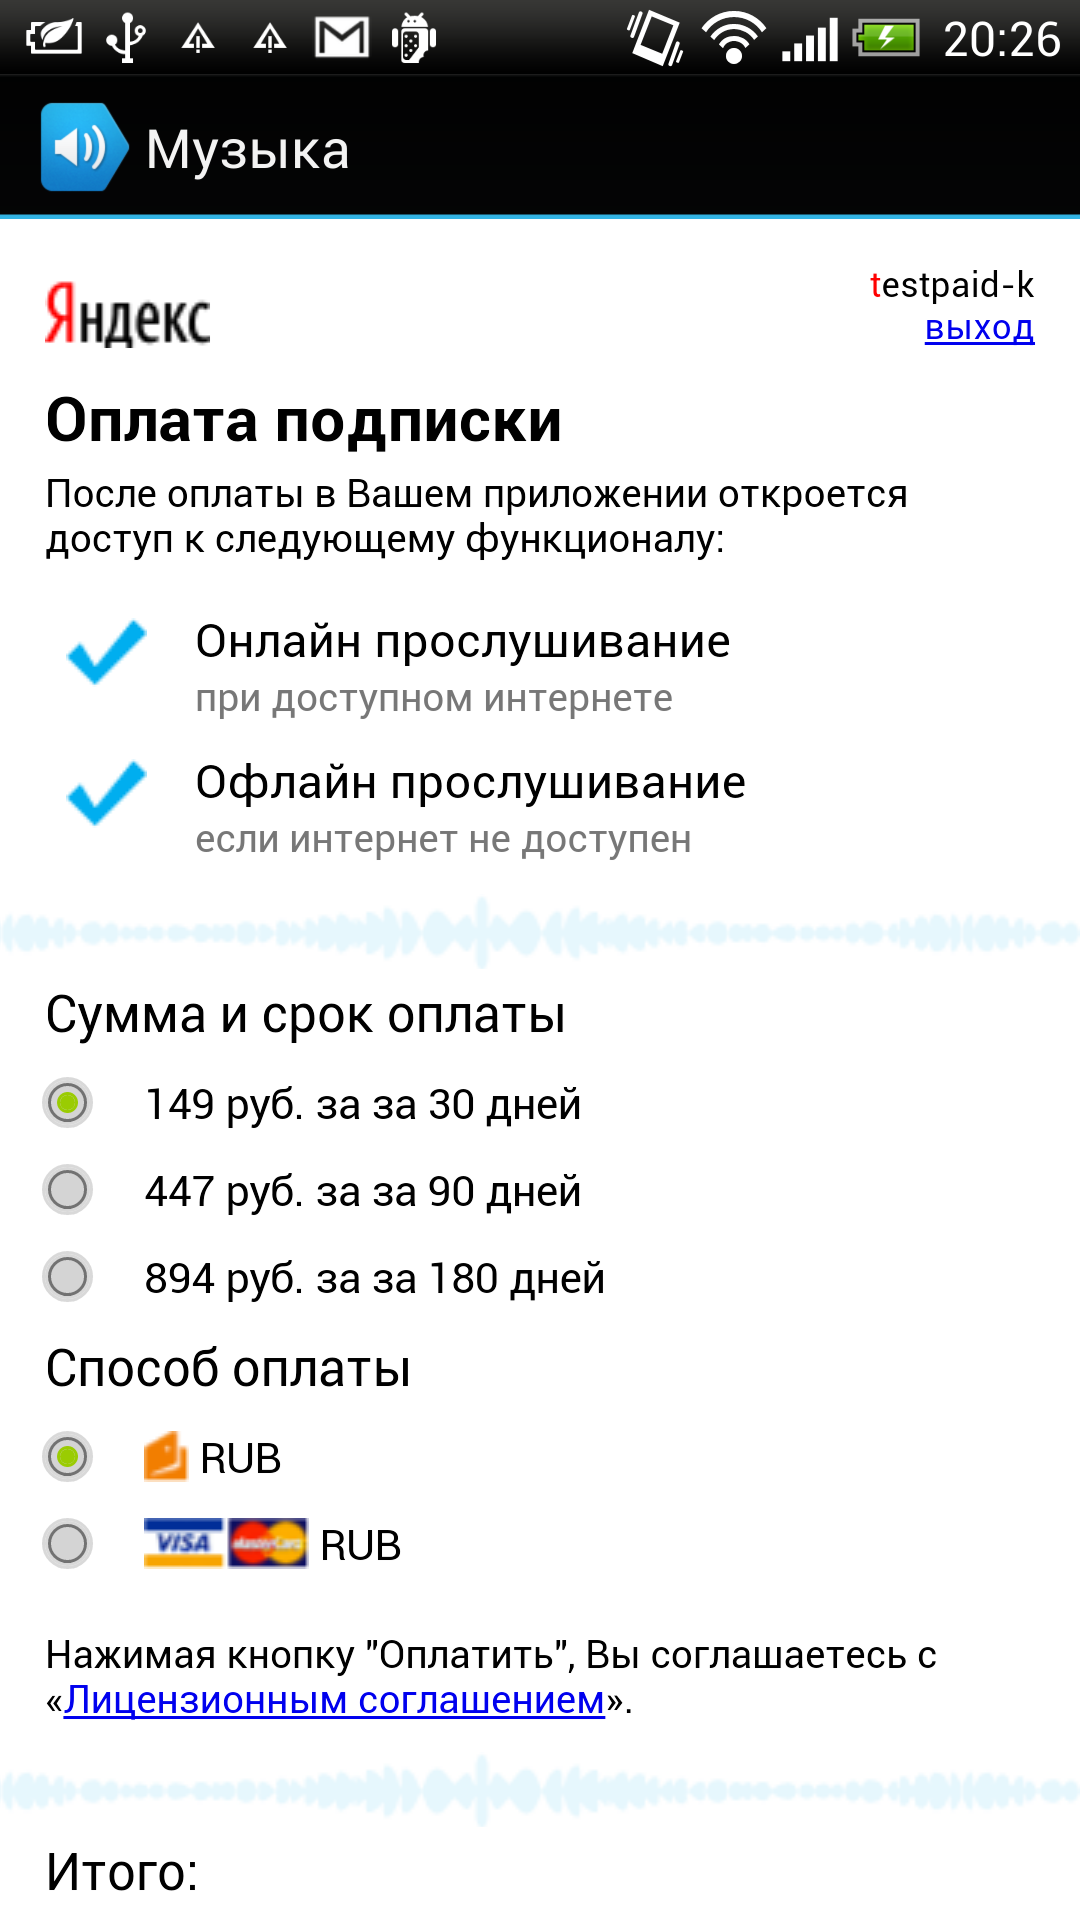 20:26
Музыка
Яндекс
testpaid-k
выход
Оплата подписки
После оплаты в Вашем приложении откроется
доступ к следующему функционалу:
Онлайн прослушивание
при доступном интернете
Офлайн прослушивание
если интернет не доступен
Сумма и срок оплаты
149 руб. за за 30 дней
447 руб. за за 90 дней
894 руб. за за 180 дней
Способ оплаты
RUB
VISA MasterCard RUB
Нажимая кнопку "Оплатить", Вы соглашаетесь с
«Лицензионным соглашением».
Итого: